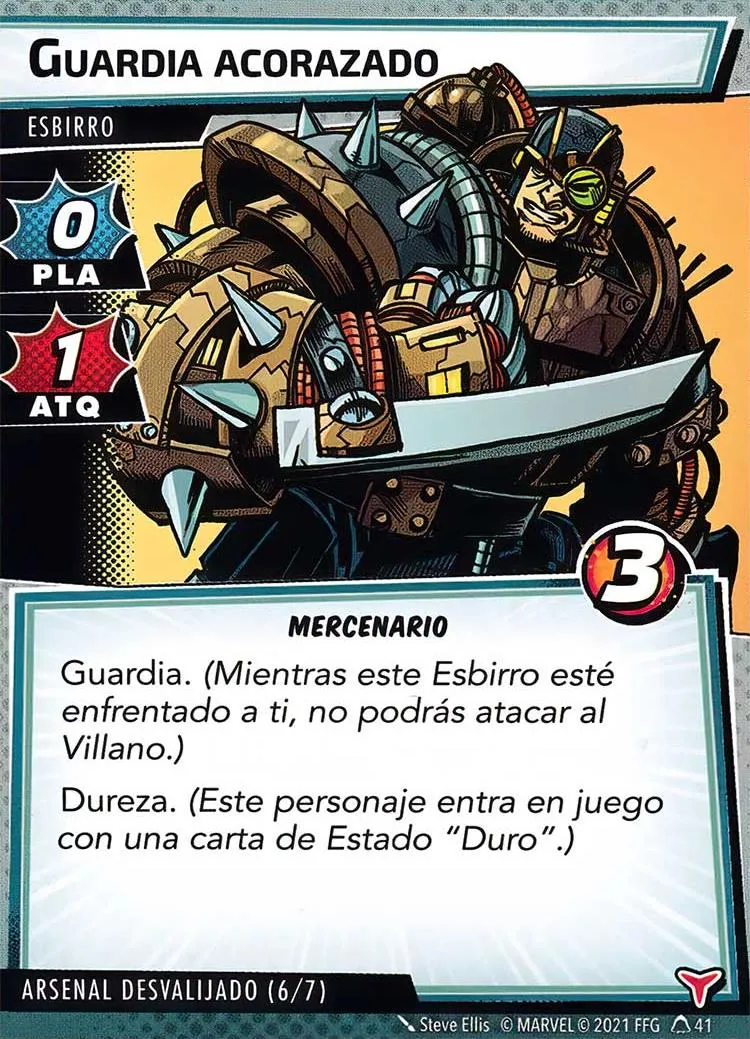 GUARDIA ACORAZADO
ESBIRRO
0
PLA
1
ATQ
3
MERCENARIO
Guardia. (Mientras este Esbirro esté
enfrentado a ti, no podrás atacar al
Villano.)
Dureza. (Este personaje entra en juego
con una carta de Estado “Duro”.)
ARSENAL DESVALIJADO (6/7)
Steve Ellis © MARVEL © 2021 FFG 41